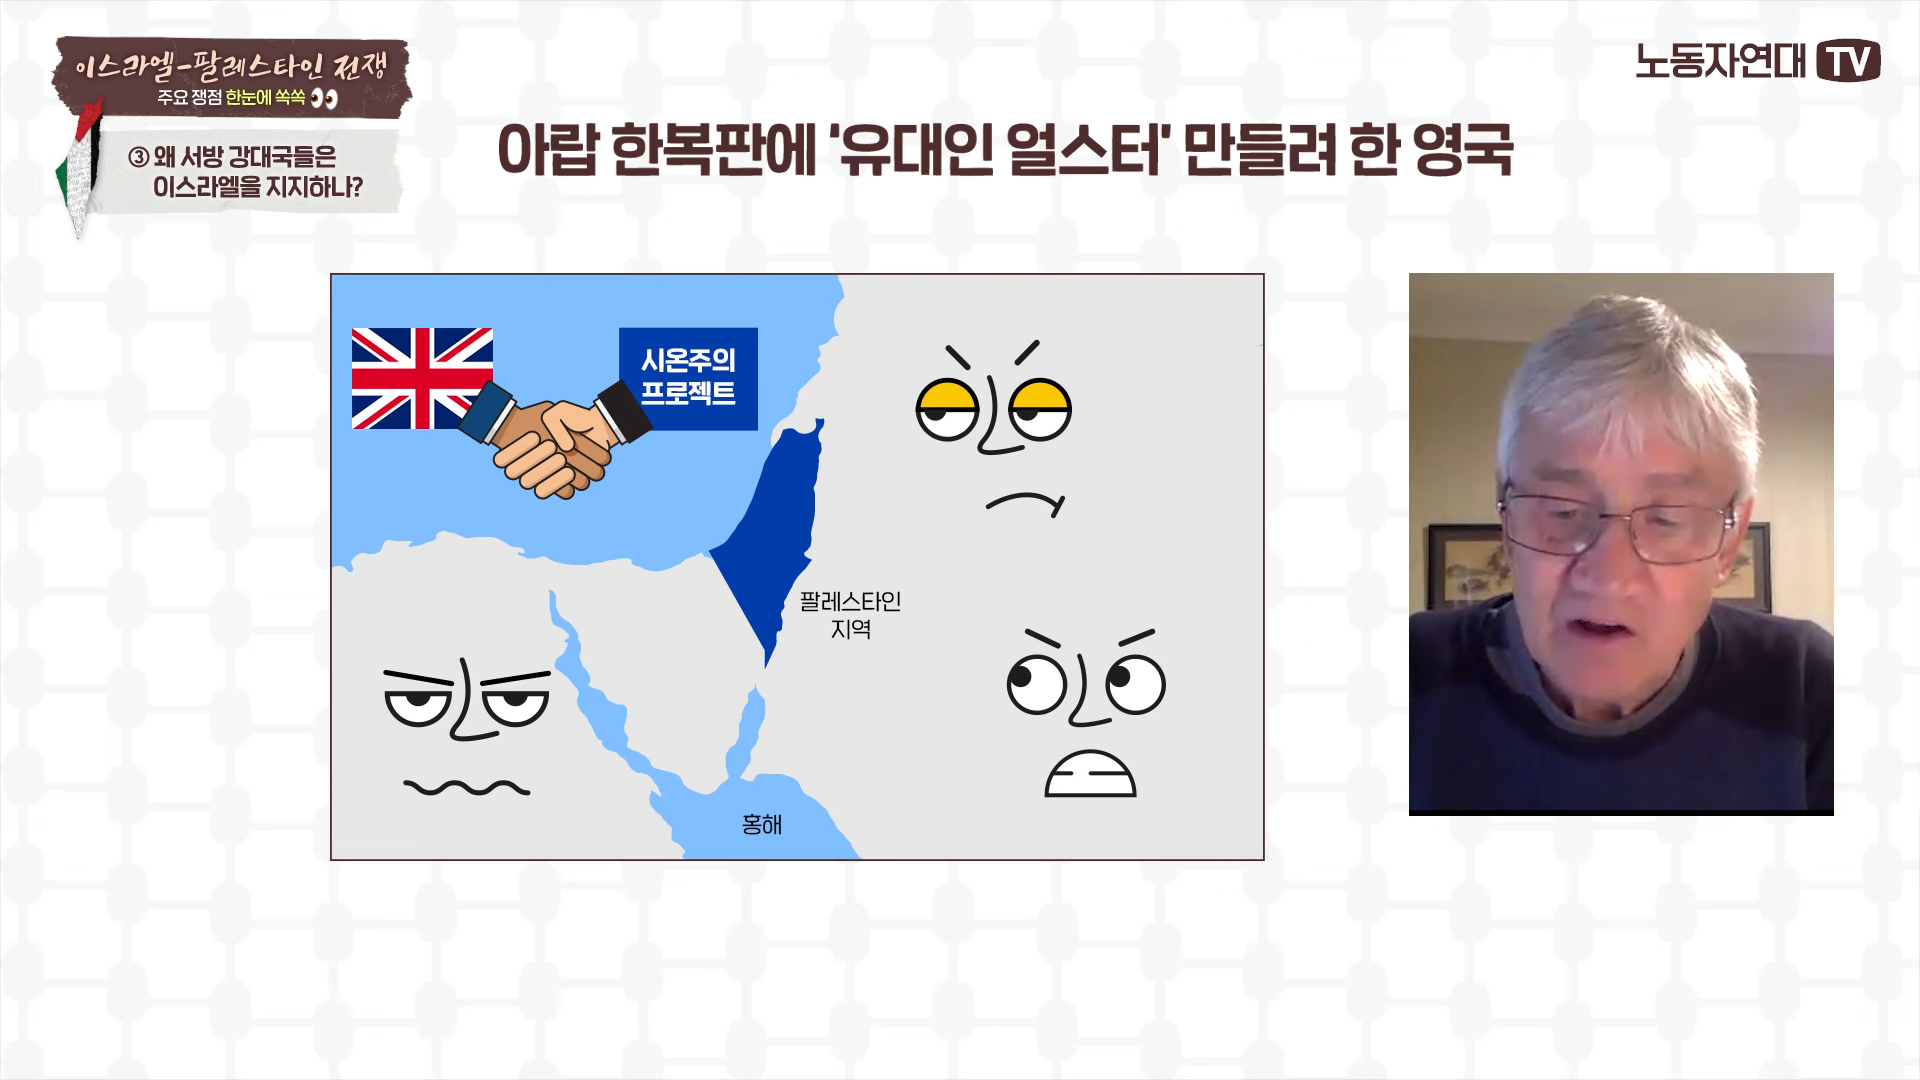 이스라엘-팔레스타인 전쟁
주요 쟁점 한눈에 쏙쏙
③ 왜 서방 강대국들은
이스라엘을 지지하나?
노동자연대 TV
아랍 한복판에 '유대인 얼스터' 만들려 한 영국
시온주의
프로젝트
팔레스타인
지역
홍해